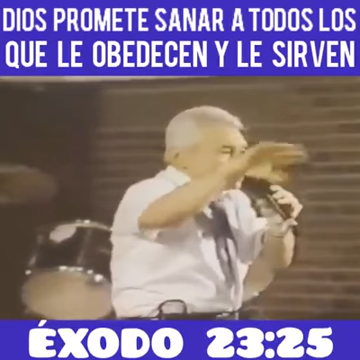 DIOS PROMETE SANAR A TODOS LOS
QUE LE OBEDECEN Y LE SIRVEN
ÉXODO 23:25